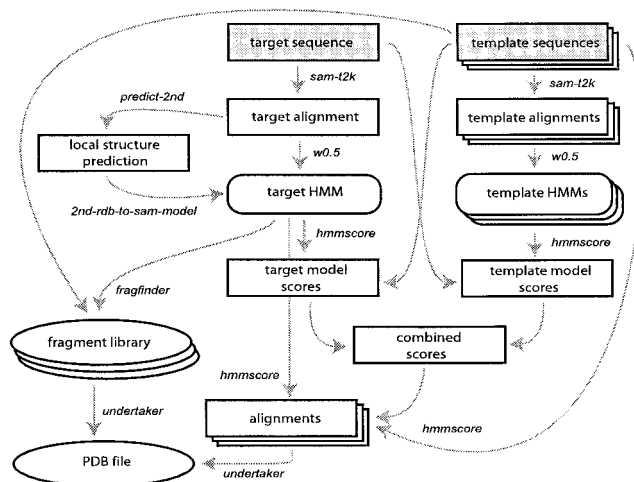 target sequence
template sequences
sam-t2k
sam-t2k
predict-2nd
target alignment
template alignments
local structure
prediction
w0.5
w0.5
target HMM
template HMMs
2nd-rdb-to-sam-model
hmmscore
hmmscore
target model
scores
template model
scores
fragfinder
fragment library
combined
scores
hmmscore
undertaker
alignments
hmmscore
PDB file
undertaker